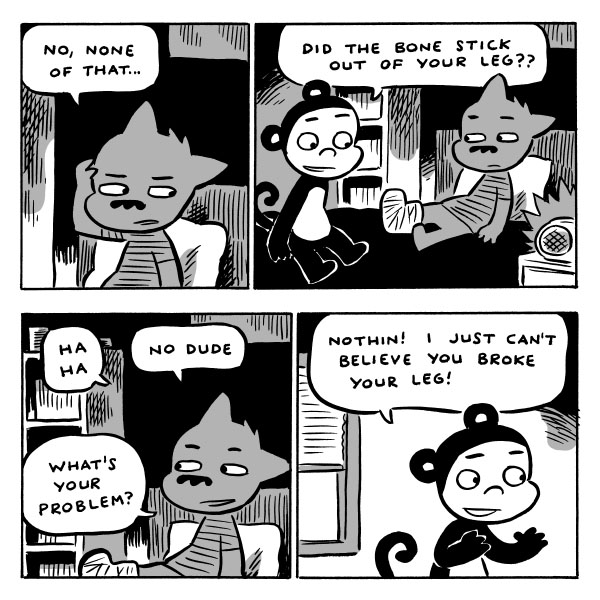 NO, NONE
OF THAT...
DID THE BONE STICK
OUT OF YOUR LEG??
HA
HA
NO DUDE
WHAT'S
YOUR
PROBLEM?
NOTHIN! I JUST CAN'T
BELIEVE YOU BROKE
YOUR LEG!